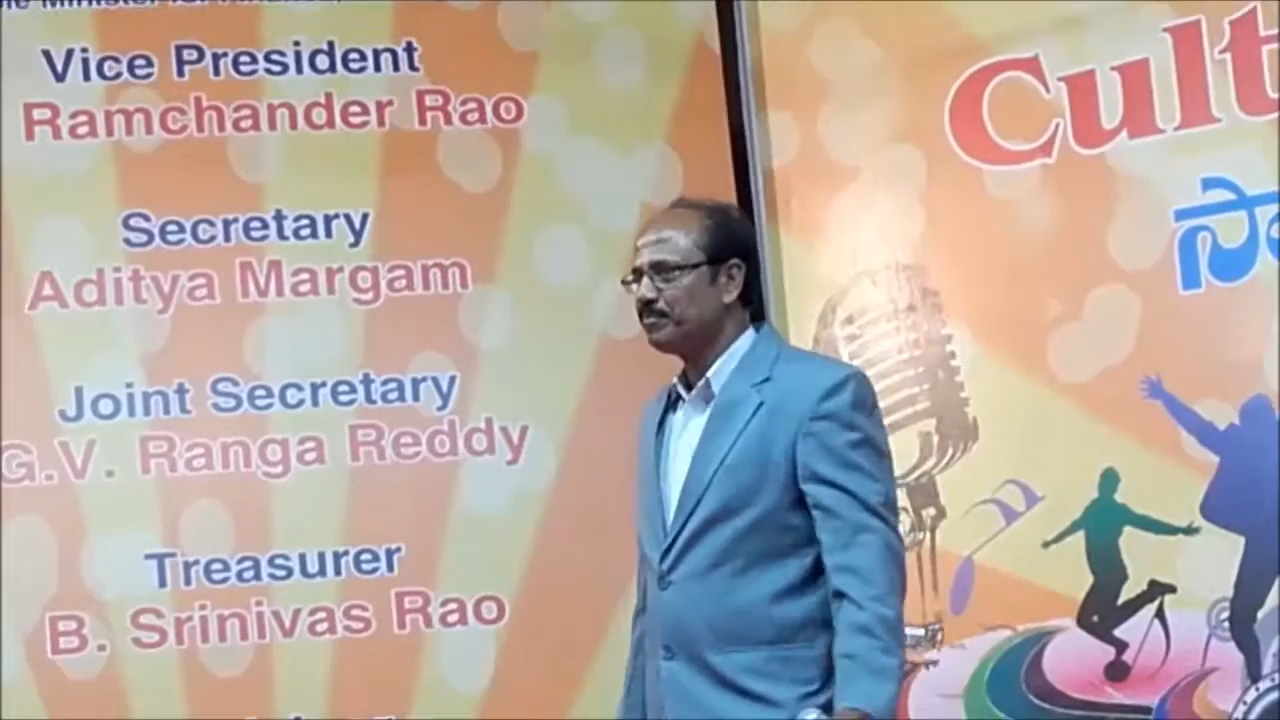 Vice President
Ramchander Rao
Secretary
Aditya Margam
Joint Secretary
G.V. Ranga Reddy
Treasurer
B. Srinivas Rao
Cult
సా